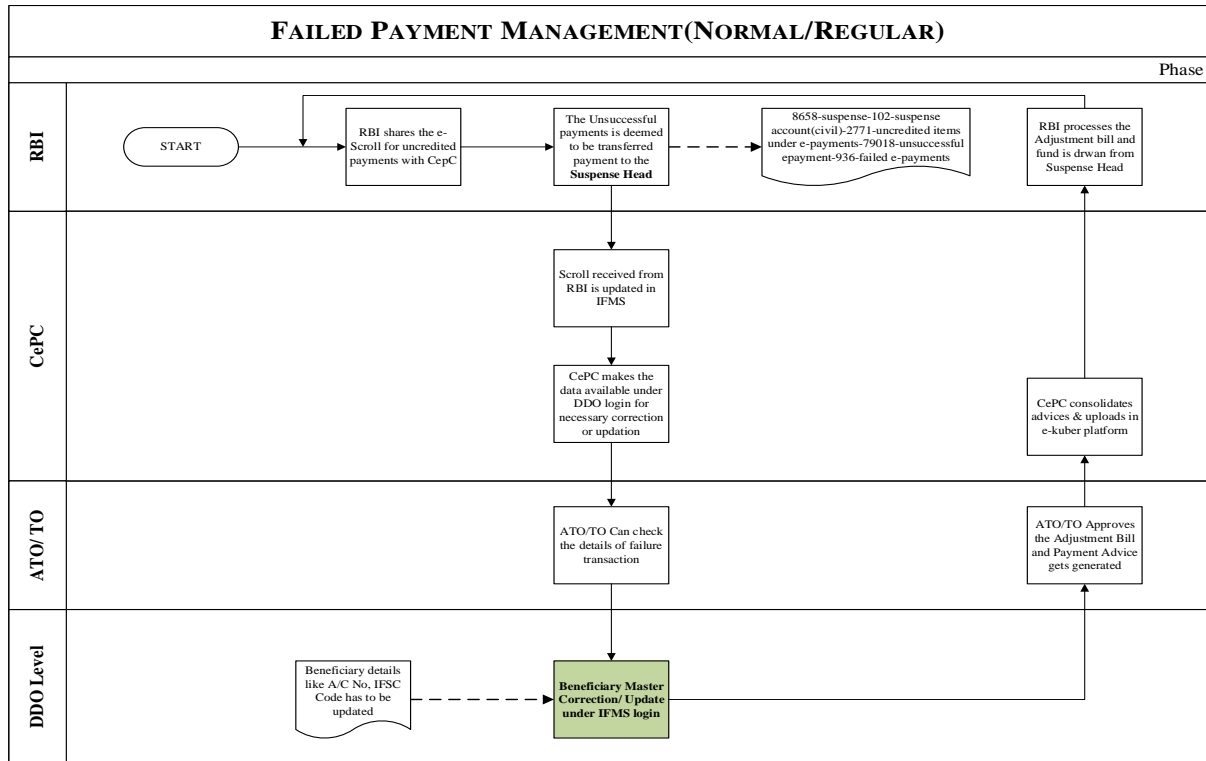 FAILED PAYMENT MANAGEMENT(NORMAL/REGULAR)
Phase
RBI
START
RBI shares the e-
Scroll for uncredited
payments with CepC
The Unsuccessful
payments is deemed
to be transferred
payment to the
Suspense Head
8658-suspense-102-suspense
account(civil)-2771-uncredited items
under e-payments-79018-unsuccessful
epayment-936-failed e-payments
RBI processes the
Adjustment bill and
fund is drwan from
Suspense Head
CePC
Scroll received from
RBI is updated in
IFMS
CePC makes the
data available under
DDO login for
necessary correction
or updation
CePC consolidates
advices & uploads in
e-kuber platform
ATO/ TO
ATO/TO Can check
the details of failure
transaction
ATO/TO Approves
the Adjustment Bill
and Payment Advice
gets generated
DDO Level
Beneficiary details
like A/C No, IFSC
Code has to be
updated
Beneficiary Master
Correction/ Update
under IFMS login